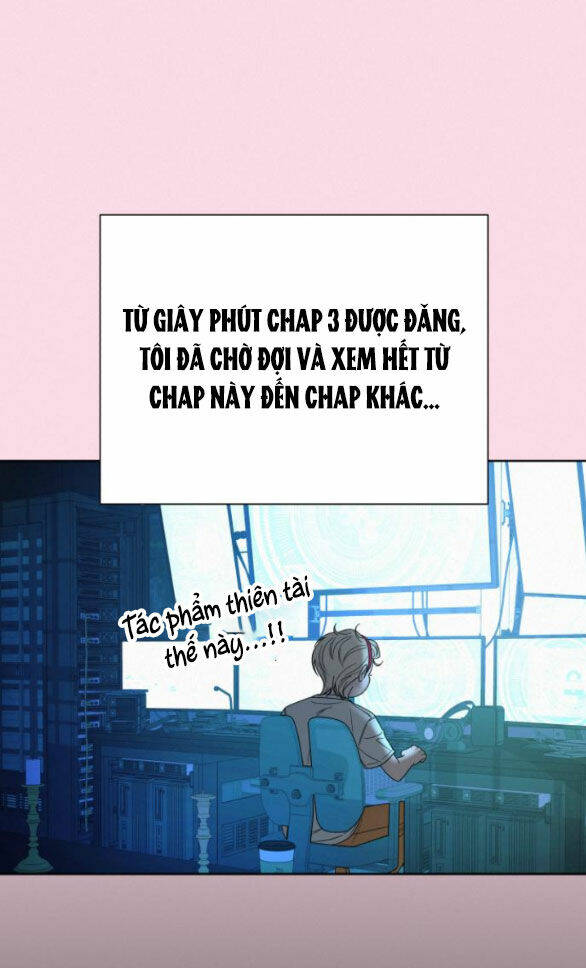 TỪ GIÂY PHÚT CHAP 3 ĐƯỢC ĐĂNG,
TÔI ĐÃ CHỜ ĐỢI VÀ XEM HẾT TỪ
CHAP NÀY ĐẾN CHAP KHÁC...
Tác phẩm thiên tài
thế này...!!